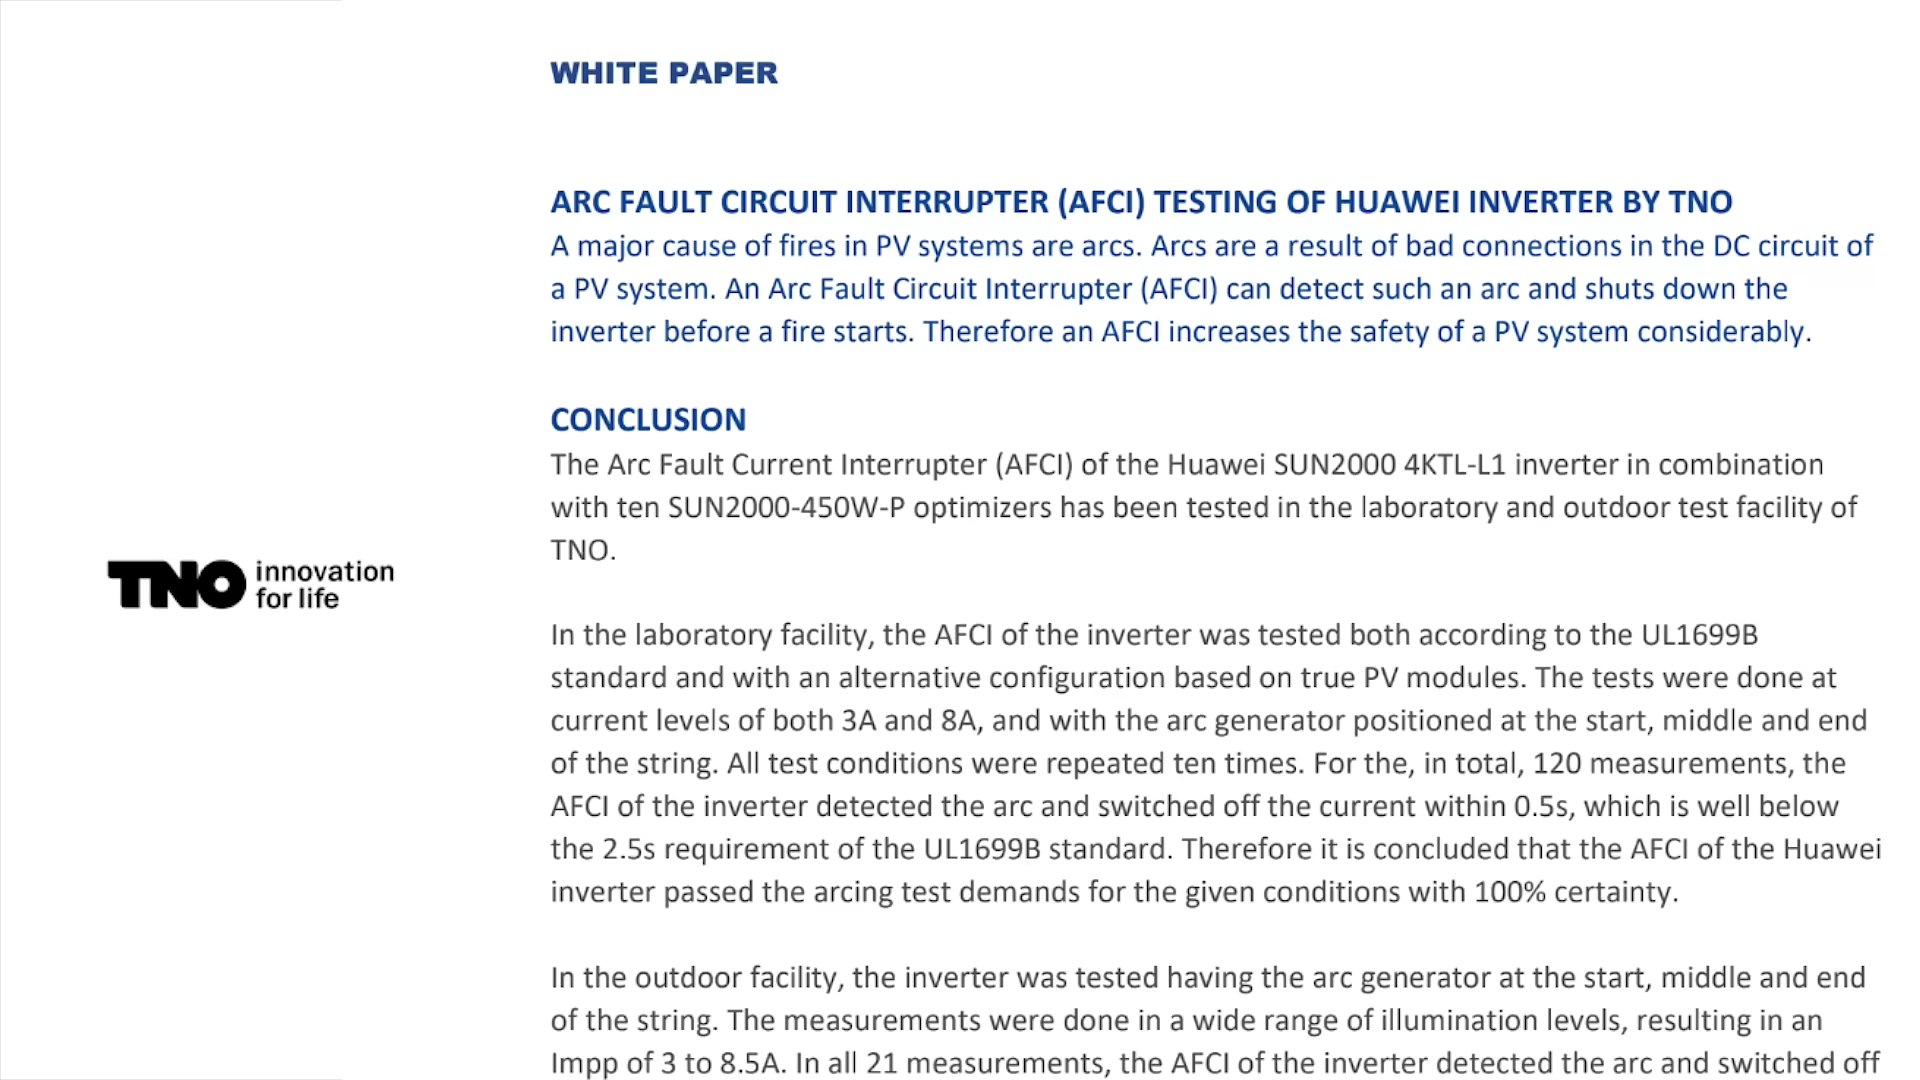 WHITE PAPER
ARC FAULT CIRCUIT INTERRUPTER (AFCI) TESTING OF HUAWEI INVERTER BY TNO
A major cause of fires in PV systems are arcs. Arcs are a result of bad connections in the DC circuit of
a PV system. An Arc Fault Circuit Interrupter (AFCI) can detect such an arc and shuts down the
inverter before a fire starts. Therefore an AFCI increases the safety of a PV system considerably.
CONCLUSION
The Arc Fault Current Interrupter (AFCI) of the Huawei SUN2000 4KTL-L1 inverter in combination
with ten SUN2000-450W-P optimizers has been tested in the laboratory and outdoor test facility of
TNO.
TNO innovation
for life
In the laboratory facility, the AFCI of the inverter was tested both according to the UL1699B
standard and with an alternative configuration based on true PV modules. The tests were done at
current levels of both 3A and 8A, and with the arc generator positioned at the start, middle and end
of the string. All test conditions were repeated ten times. For the, in total, 120 measurements, the
AFCI of the inverter detected the arc and switched off the current within 0.5s, which is well below
the 2.5s requirement of the UL1699B standard. Therefore it is concluded that the AFCI of the Huawei
inverter passed the arcing test demands for the given conditions with 100% certainty.
In the outdoor facility, the inverter was tested having the arc generator at the start, middle and end
of the string. The measurements were done in a wide range of illumination levels, resulting in an
Impp of 3 to 8.5A. In all 21 measurements, the AFCI of the inverter detected the arc and switched off